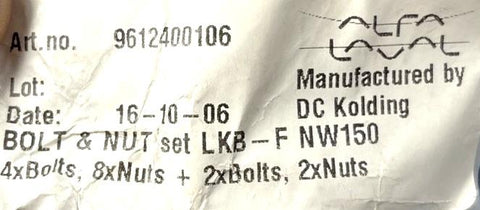 Art.no. 9612400106
ALFA
LAVAL
Manufactured by
DC Kolding
Lot:
Date: 16-10-06
BOLT & NUT set LKB-F NW150
4xBolts, 8xNuts + 2xBolts, 2xNuts